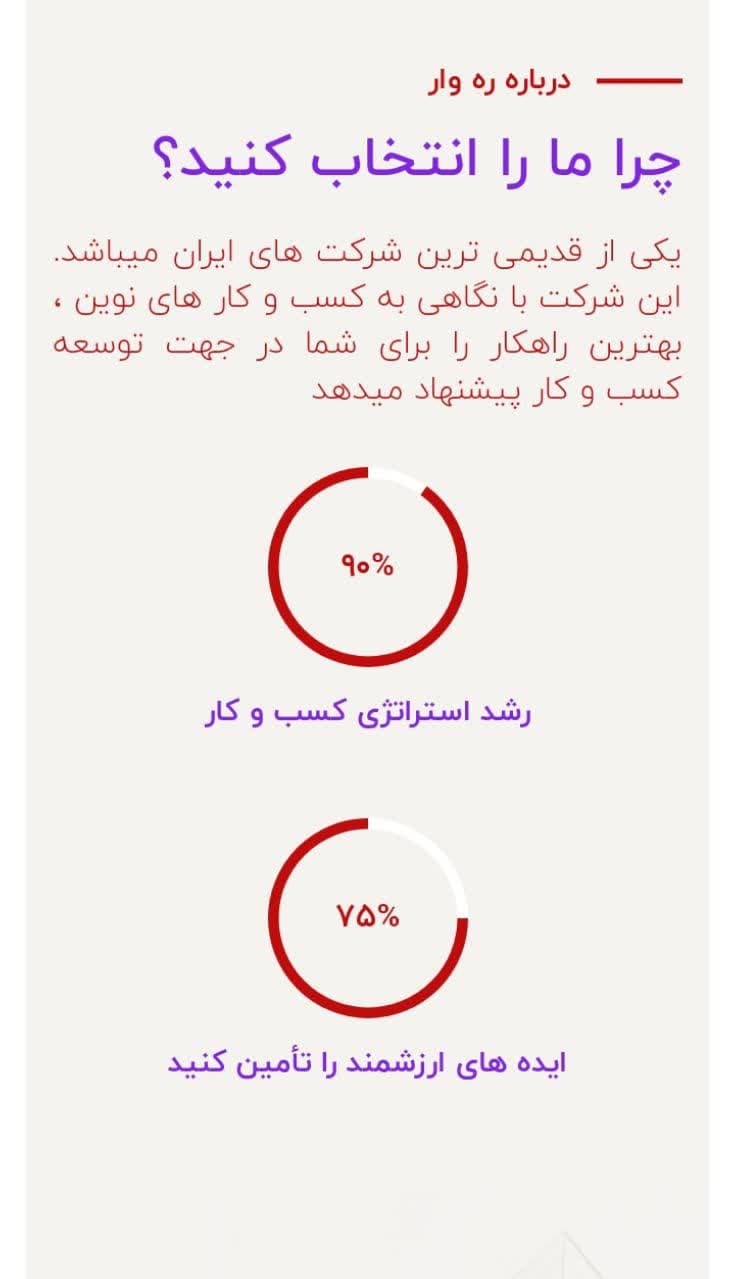 درباره ره وار
چرا ما را انتخاب کنید؟
یکی از قدیمی ترین شرکت های ایران میباشد.
این شرکت با نگاهی به کسب و کار های نوین ،
بهترین راهکار را برای شما در جهت توسعه
کسب و کار پیشنهاد میدهد
۹۰%
رشد استراتژی کسب و کار
۷۵%
ایده های ارزشمند را تأمین کنید